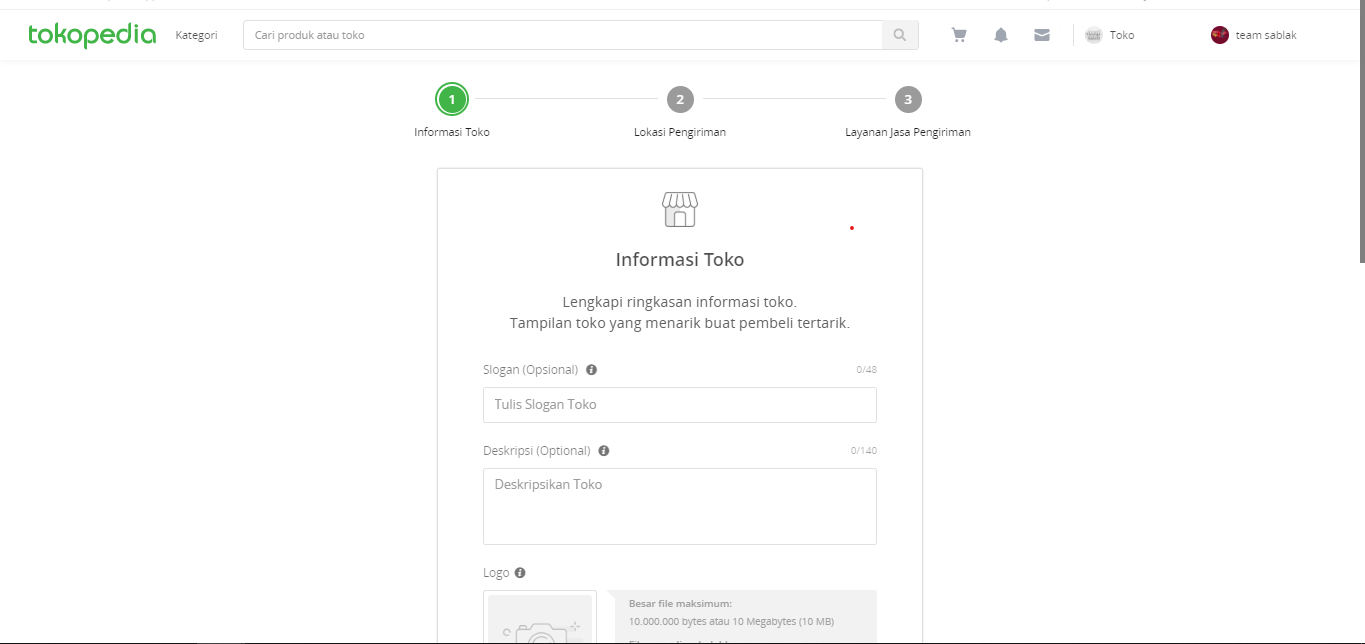 tokopedia
Kategori
Cari produk atau toko
Toko
team sablak
1
2
3
Informasi Toko
Lokasi Pengiriman
Layanan Jasa Pengiriman
Informasi Toko
Lengkapi ringkasan informasi toko.
Tampilan toko yang menarik buat pembeli tertarik.
Slogan (Opsional)
0/48
Tulis Slogan Toko
Deskripsi (Optional)
0/140
Deskripsikan Toko
Logo
Besar file maksimum:
10.000.000 bytes atau 10 Megabytes (10 MB)